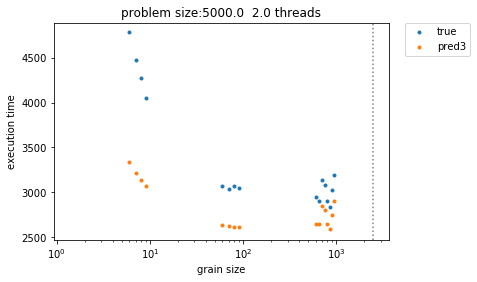 problem size:5000.0  2.0 threads
true
pred3
4500
4000
3500
3000
2500
execution time
10^0
10^1
10^2
10^3
grain size